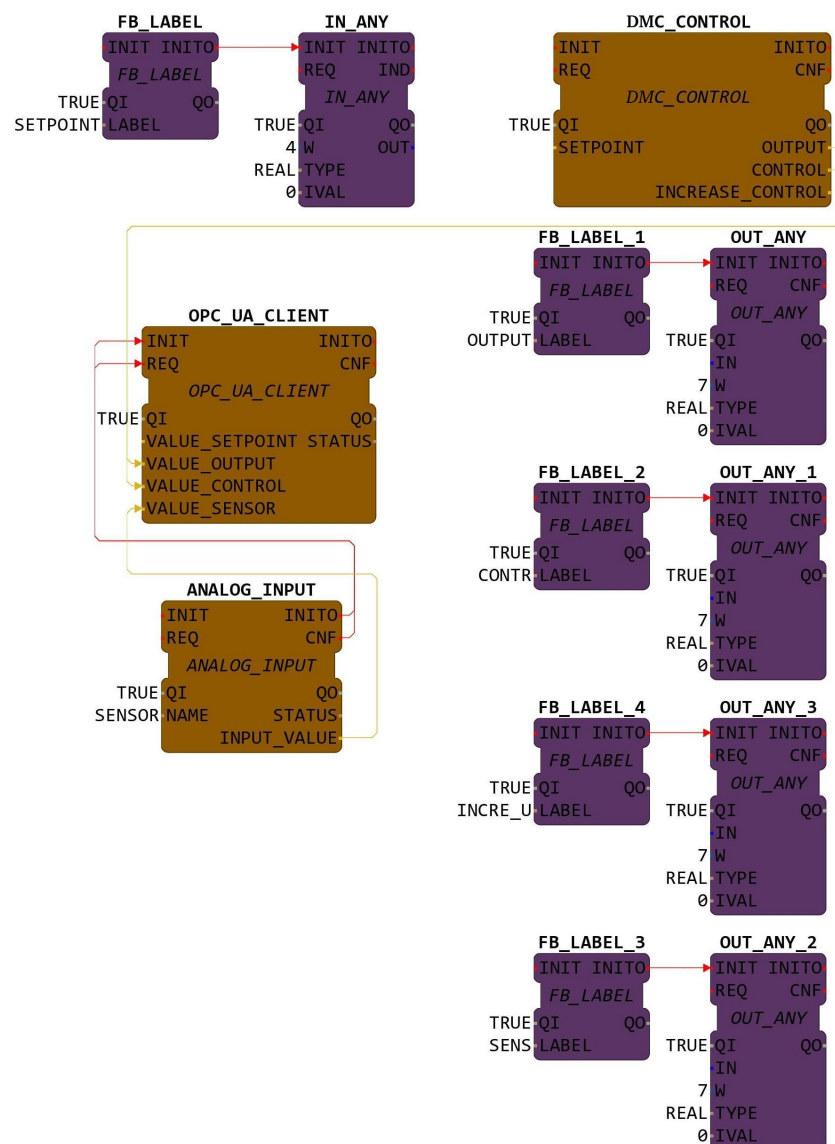 FB_LABEL
INIT INITO
FB_LABEL
TRUE QI QO
SETPOINT LABEL
IN_ANY
INIT INITO
REQ IND
IN_ANY
TRUE QI QO
4 W OUT
REAL TYPE
0 IVAL
DMC_CONTROL
INIT INITO
REQ CNF
DMC_CONTROL
TRUE QI QO
SETPOINT OUTPUT
CONTROL
INCREASE_CONTROL
OPC_UA_CLIENT
INIT INITO
REQ CNF
OPC_UA_CLIENT
TRUE QI QO
VALUE_SETPOINT STATUS
VALUE_OUTPUT
VALUE_CONTROL
VALUE_SENSOR
ANALOG_INPUT
INIT INITO
REQ CNF
ANALOG_INPUT
TRUE QI QO
SENSOR NAME STATUS
INPUT_VALUE
FB_LABEL_1
INIT INITO
FB_LABEL
TRUE QI QO
OUTPUT LABEL
OUT_ANY
INIT INITO
REQ CNF
OUT_ANY
TRUE QI QO
IN
7 W
REAL TYPE
0 IVAL
FB_LABEL_2
INIT INITO
FB_LABEL
TRUE QI QO
CONTR LABEL
OUT_ANY_1
INIT INITO
REQ CNF
OUT_ANY
TRUE QI QO
IN
7 W
REAL TYPE
0 IVAL
FB_LABEL_4
INIT INITO
FB_LABEL
TRUE QI QO
INCRE_U LABEL
OUT_ANY_3
INIT INITO
REQ CNF
OUT_ANY
TRUE QI QO
IN
7 W
REAL TYPE
0 IVAL
FB_LABEL_3
INIT INITO
FB_LABEL
TRUE QI QO
SENS LABEL
OUT_ANY_2
INIT INITO
REQ CNF
OUT_ANY
TRUE QI QO
IN
7 W
REAL TYPE
0 IVAL